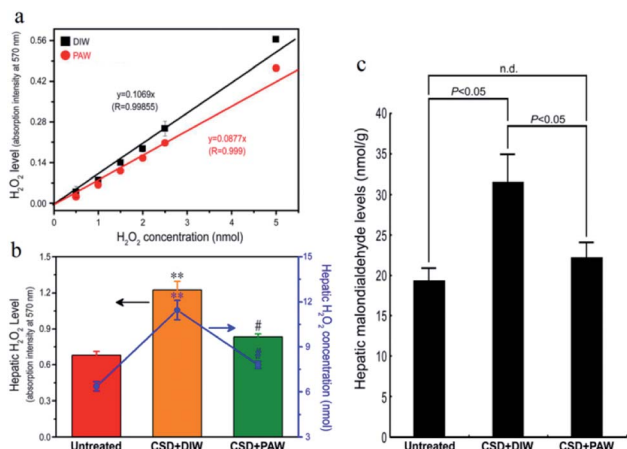 a
H₂O₂ level (absorption intensity at 570 nm)
0.56
0.42
0.28
0.14
0.00
DIW
PAW
y=0.1069x
(R=0.99855)
y=0.0877x
(R=0.999)
0 1 2 3 4 5
H₂O₂ concentration (nmol)
b
Hepatic H₂O₂ Level
(absorption intensity at 570 nm)
1.5
1.2
0.9
0.6
0.3
0.0
**
**
#
#
15
12
9
6
3
Hepatic H₂O₂
concentration (nmol)
Untreated CSD+DIW CSD+PAW
c
Hepatic malondialdehyde levels (nmol/g)
40
35
30
25
20
15
10
5
0
n.d.
P<0.05
P<0.05
Untreated CSD+DIW CSD+PAW